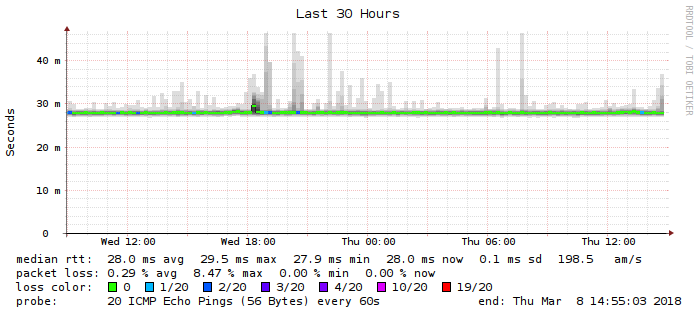 Last 30 Hours
RRDTOOL / TOBI OETIKER
Seconds
40 m
30 m
20 m
10 m
0
Wed 12:00 Wed 18:00 Thu 00:00 Thu 06:00 Thu 12:00
median rtt: 28.0 ms avg 29.5 ms max 27.9 ms min 28.0 ms now 0.1 ms sd 198.5 am/s
packet loss: 0.29 % avg 8.47 % max 0.00 % min 0.00 % now
loss color: 0 1/20 2/20 3/20 4/20 10/20 19/20
probe: 20 ICMP Echo Pings (56 Bytes) every 60s end: Thu Mar 8 14:55:03 2018